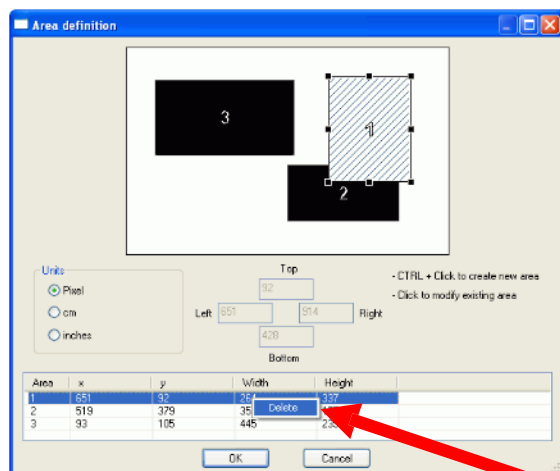 Area definition
3
1
2
Units
Pixel
cm
inches
Top
92
Left 651 914 Right
428
Bottom
- CTRL + Click to create new area
- Click to modify existing area
Area x y Width Height
1 651 92 337
2 519 379
3 93 105 445
Delete
OK Cancel